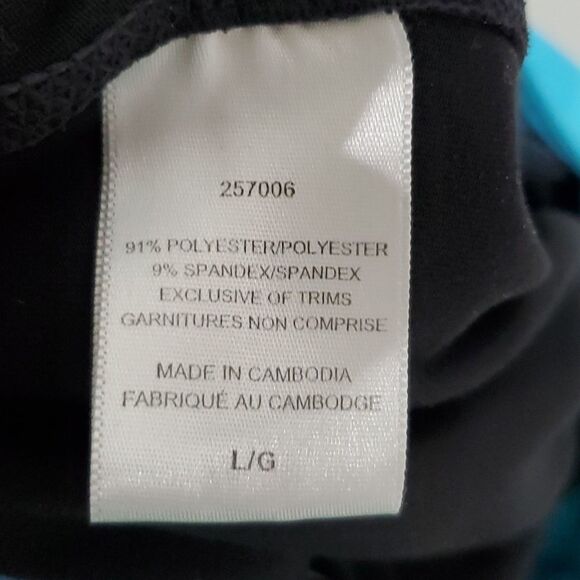 257006
91% POLYESTER/POLYESTER
9% SPANDEX/SPANDEX
EXCLUSIVE OF TRIMS
GARNITURES NON COMPRISE
MADE IN CAMBODIA
FABRIQUÉ AU CAMBODGE
L/G